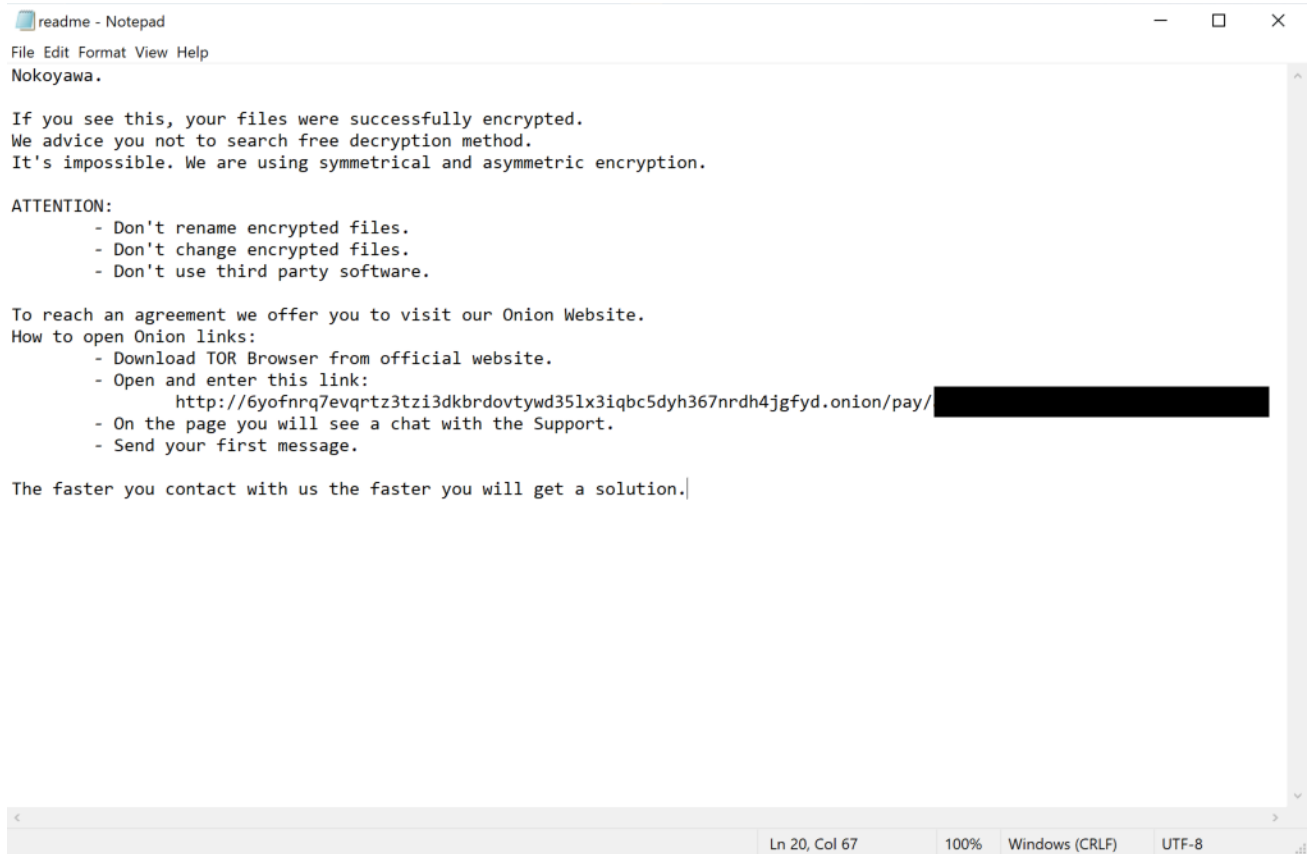 readme - Notepad
File Edit Format View Help
Nokoyawa.
If you see this, your files were successfully encrypted.
We advice you not to search free decryption method.
It's impossible. We are using symmetrical and asymmetric encryption.
ATTENTION:
- Don't rename encrypted files.
- Don't change encrypted files.
- Don't use third party software.
To reach an agreement we offer you to visit our Onion Website.
How to open Onion links:
- Download TOR Browser from official website.
- Open and enter this link:
http://6yofnrq7evqrtz3tzi3dkbrdovtywd35lx3iqbc5dyh367nrdh4jgfyd.onion/pay/
- On the page you will see a chat with the Support.
- Send your first message.
The faster you contact with us the faster you will get a solution.
Ln 20, Col 67 100% Windows (CRLF) UTF-8